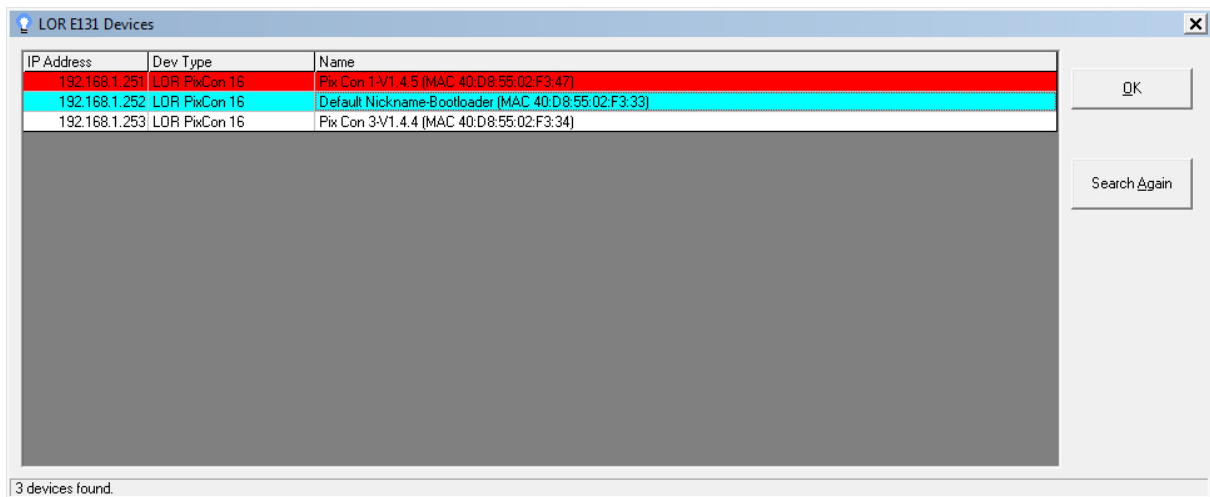 LOR E131 Devices
IP Address Dev Type Name
192.168.1.251 LOR PixCon 16 Pix Con 1-V1.4.5 (MAC 40:D8:55:02:F3:47)
192.168.1.252 LOR PixCon 16 Default Nickname-Bootloader (MAC 40:D8:55:02:F3:33)
192.168.1.253 LOR PixCon 16 Pix Con 3-V1.4.4 (MAC 40:D8:55:02:F3:34)
OK
Search Again
3 devices found.